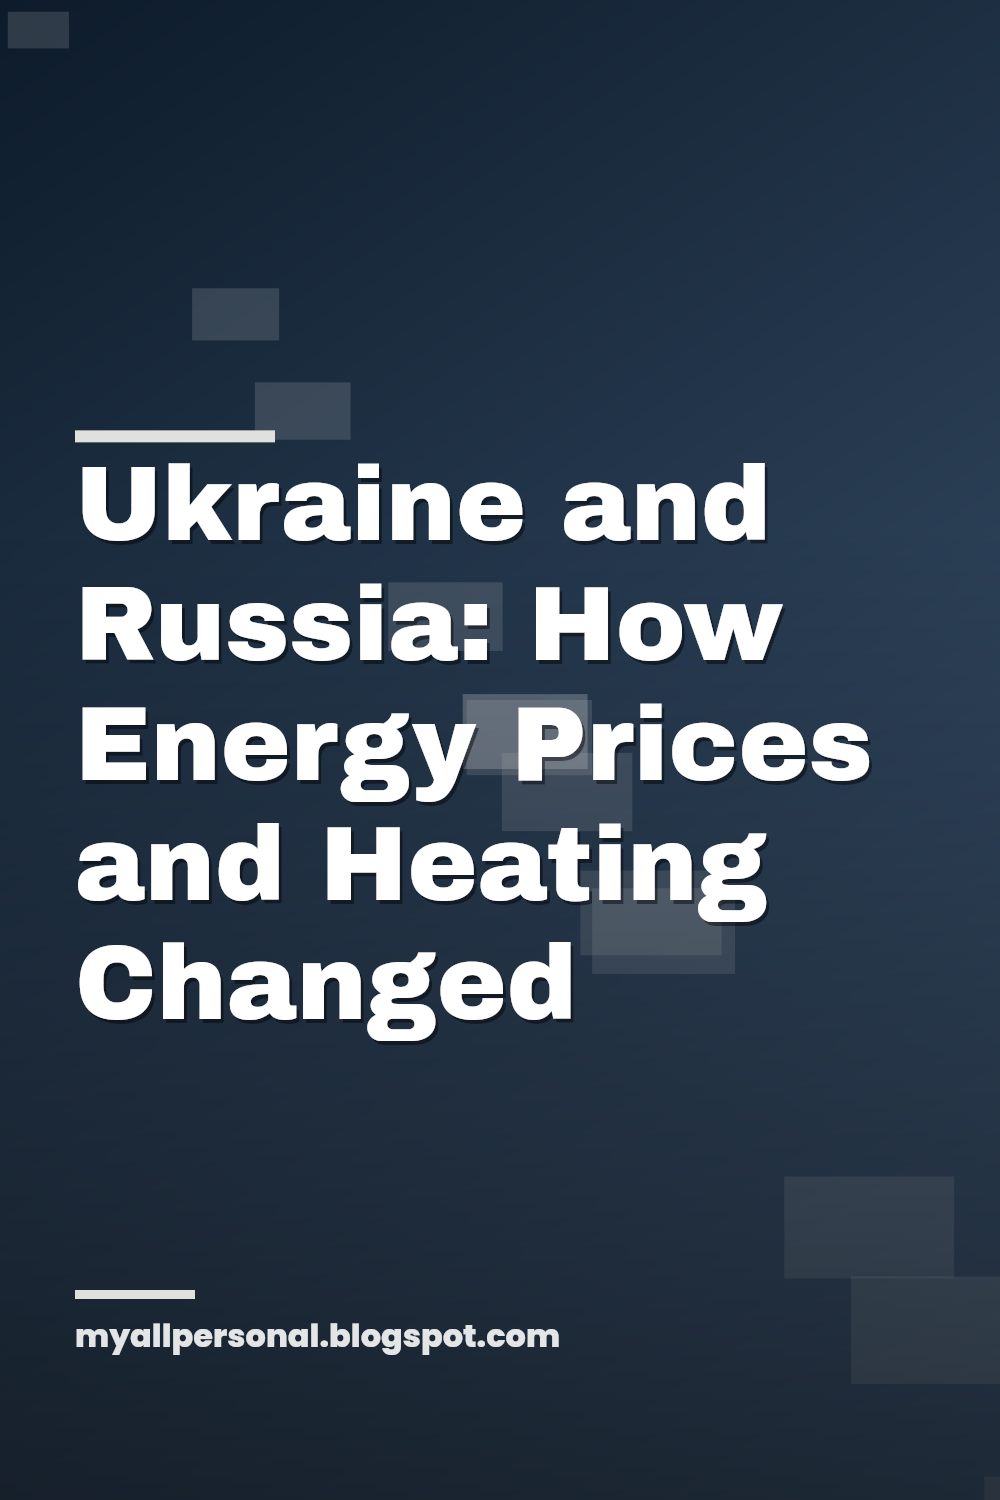 Ukraine and
Russia: How
Energy Prices
and Heating
Changed
myallpersonal.blogspot.com